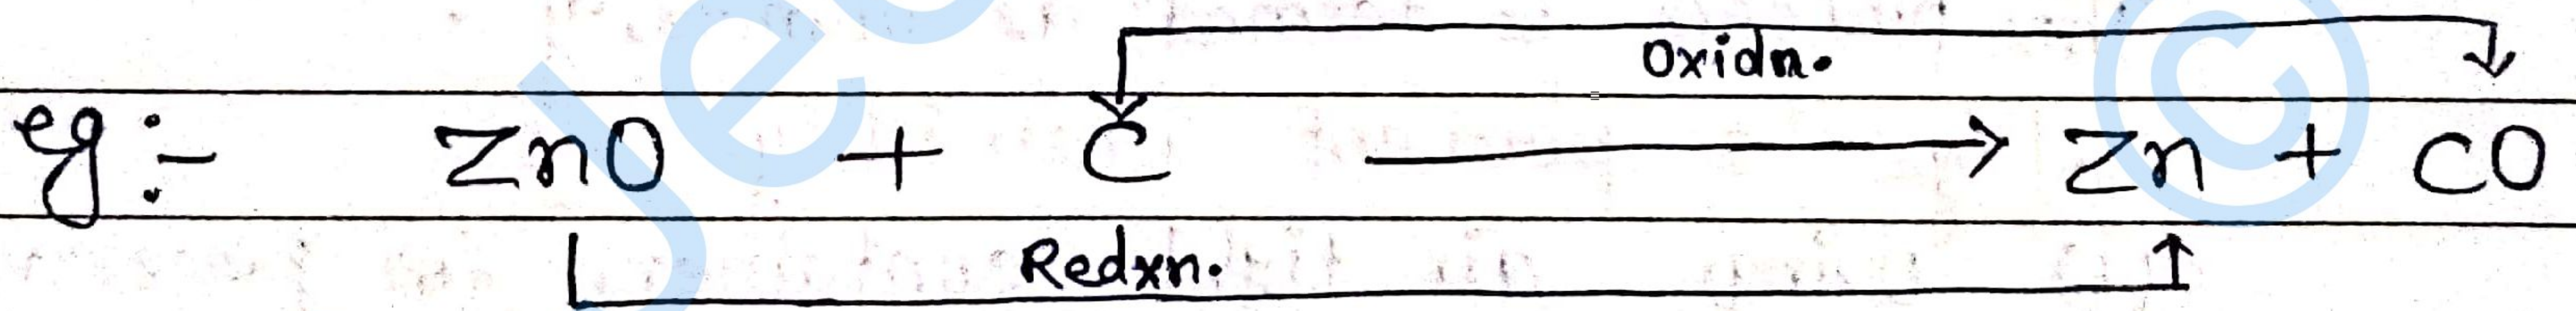 Oxidn.
eg:- ZnO + C ⟶ Zn + CO
Redxn.